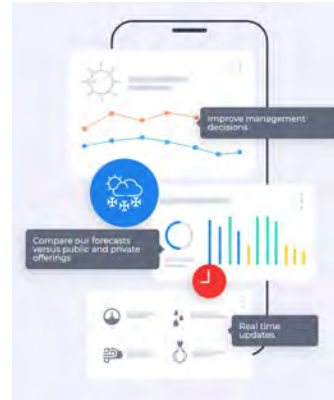 Improve management
decisions
Compare our forecasts
versus public and private
offerings
Real time
updates